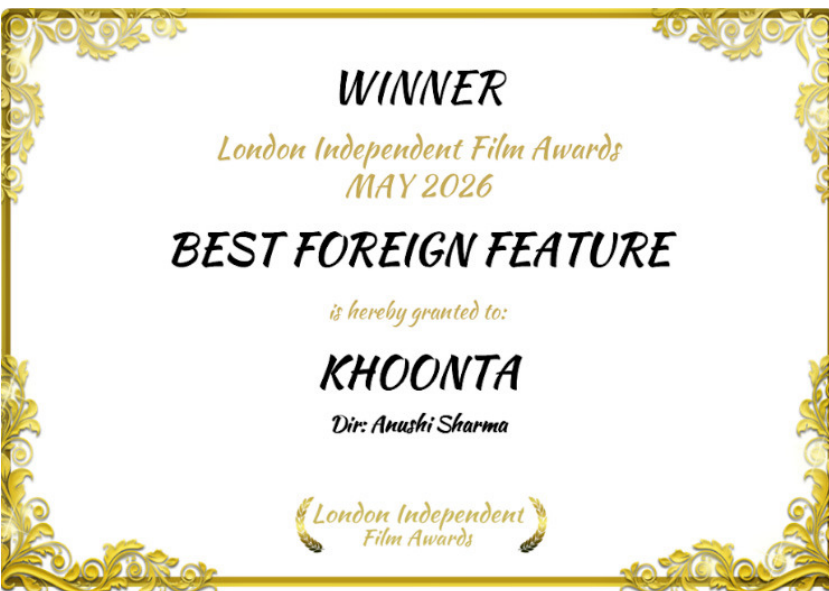 WINNER
London Independent Film Awards
MAY 2026
BEST FOREIGN FEATURE
is hereby granted to:
KHOONTA
Dir: Anushi Sharma
London Independent
Film Awards